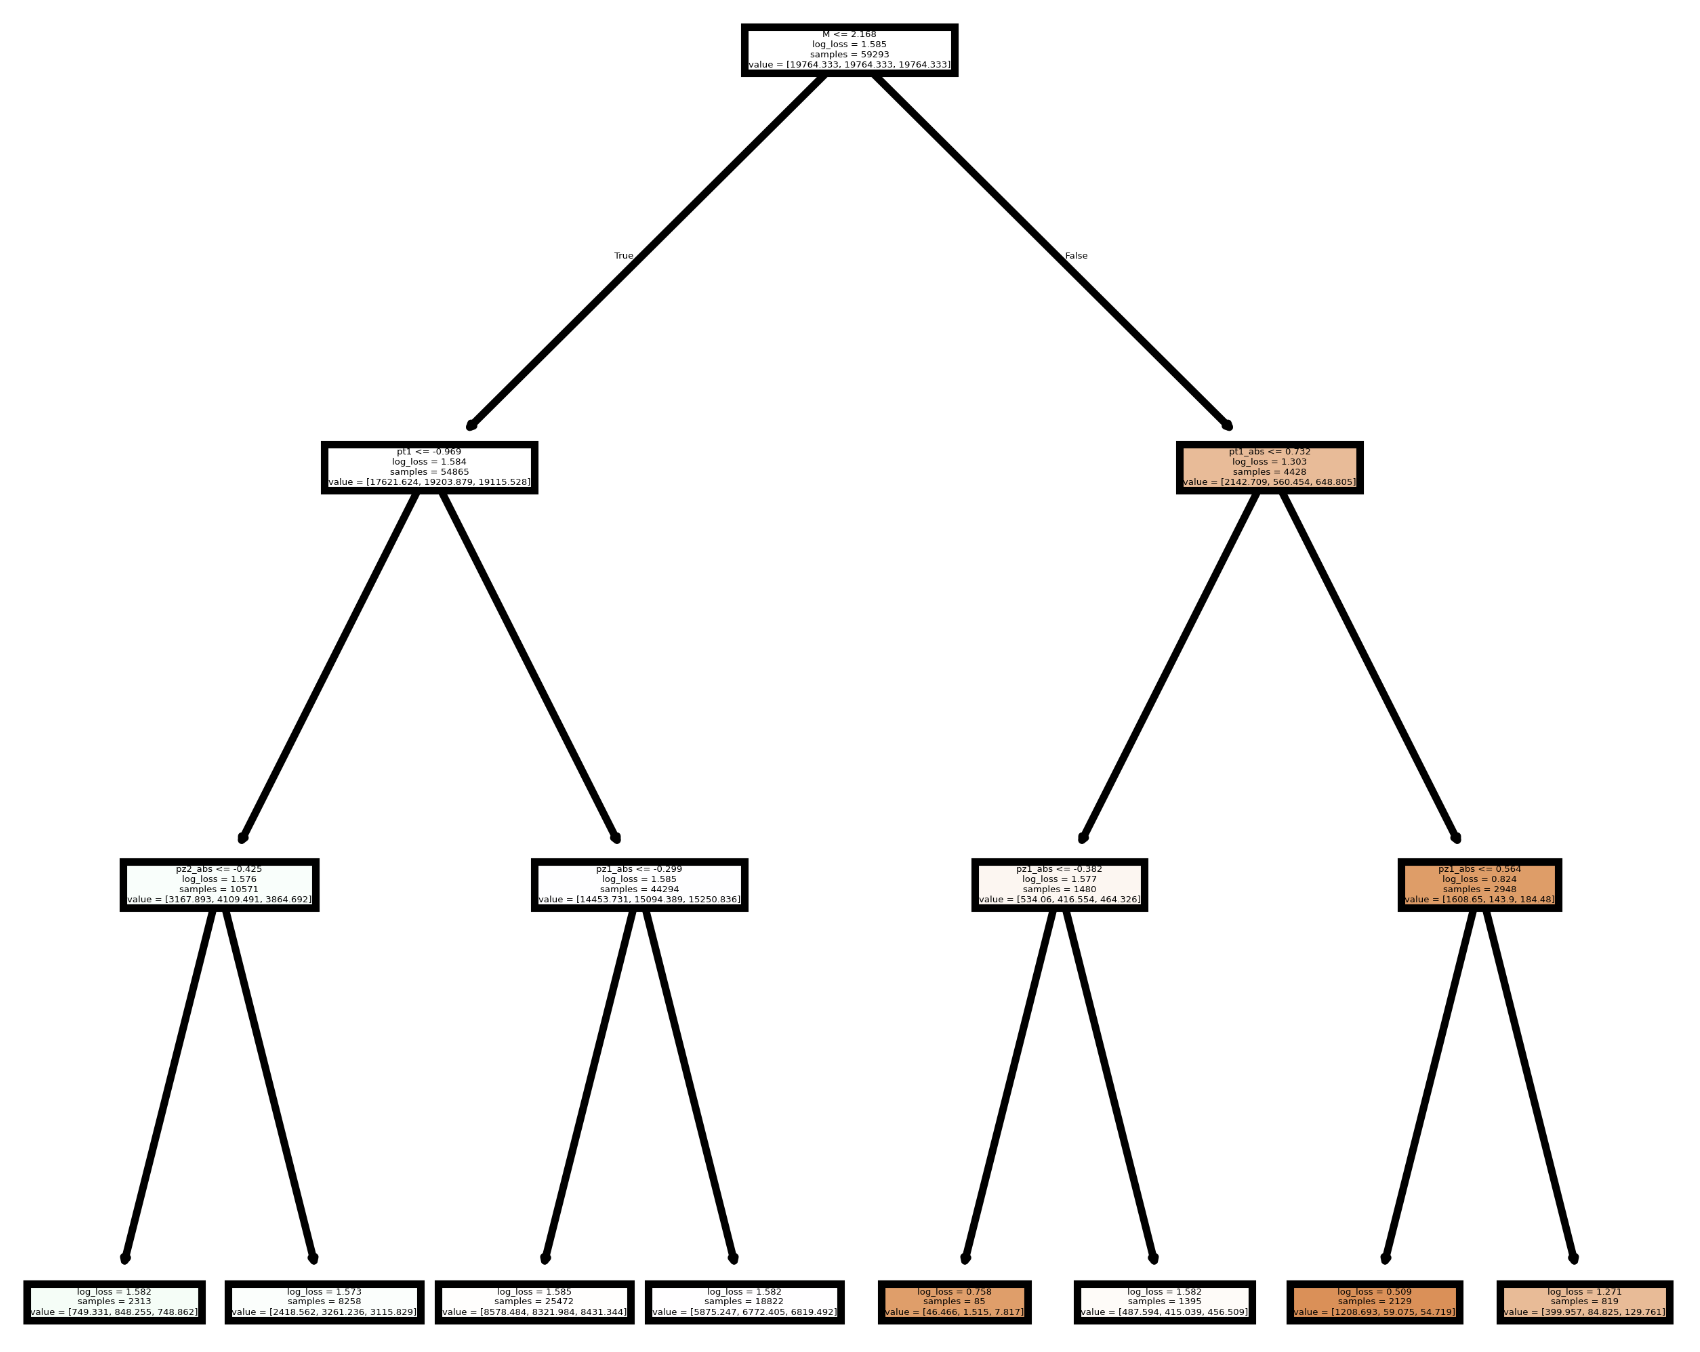 M <= 2.168
log_loss = 1.585
samples = 59293
value = [19764.333, 19764.333, 19764.333]
True
False
pt1 <= -0.969
log_loss = 1.584
samples = 54865
value = [17621.624, 19203.879, 19115.528]
pt1_abs <= 0.732
log_loss = 1.303
samples = 4428
value = [2142.709, 560.454, 648.805]
pz2_abs <= -0.425
log_loss = 1.576
samples = 10571
value = [3167.893, 4109.491, 3864.692]
pz1_abs <= -0.299
log_loss = 1.585
samples = 44294
value = [14453.731, 15094.389, 15250.836]
pz1_abs <= -0.382
log_loss = 1.577
samples = 1480
value = [534.06, 416.554, 464.326]
pz1_abs <= 0.564
log_loss = 0.824
samples = 2948
value = [1608.65, 143.9, 184.48]
log_loss = 1.582
samples = 2313
value = [749.331, 848.255, 748.862]
log_loss = 1.573
samples = 8258
value = [2418.562, 3261.236, 3115.829]
log_loss = 1.585
samples = 25472
value = [8578.484, 8321.984, 8431.344]
log_loss = 1.582
samples = 18822
value = [5875.247, 6772.405, 6819.492]
log_loss = 0.758
samples = 85
value = [46.466, 1.515, 7.817]
log_loss = 1.582
samples = 1395
value = [487.594, 415.039, 456.509]
log_loss = 0.509
samples = 2129
value = [1208.693, 59.075, 54.719]
log_loss = 1.271
samples = 819
value = [399.957, 84.825, 129.761]